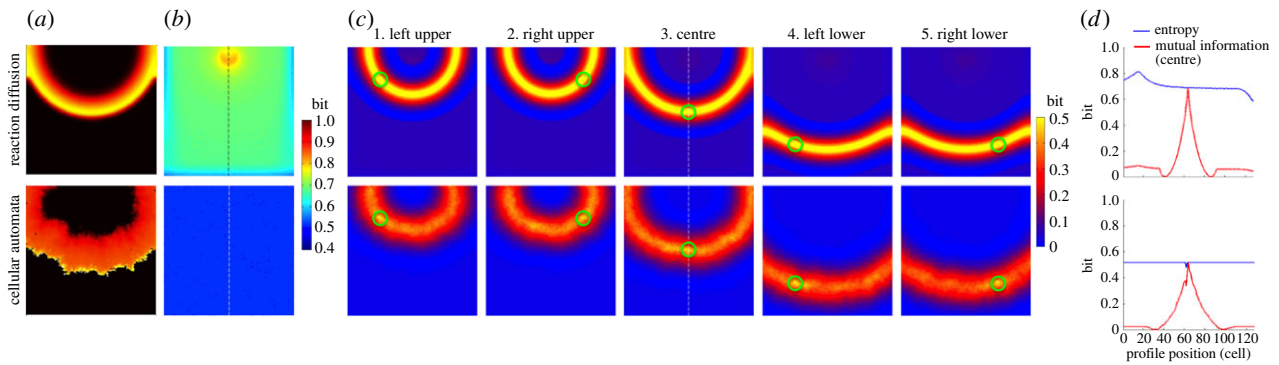 (a)
(b)
(c)
(d)
1. left upper
2. right upper
3. centre
4. left lower
5. right lower
entropy
mutual information
(centre)
reaction diffusion
cellular automata
bit
1.0
0.9
0.8
0.7
0.6
0.5
0.4
bit
0.5
0.4
0.3
0.2
0.1
0
bit
1.0
0.8
0.6
0.4
0.2
0
bit
1.0
0.8
0.6
0.4
0.2
0
0 20 40 60 80 100 120
profile position (cell)